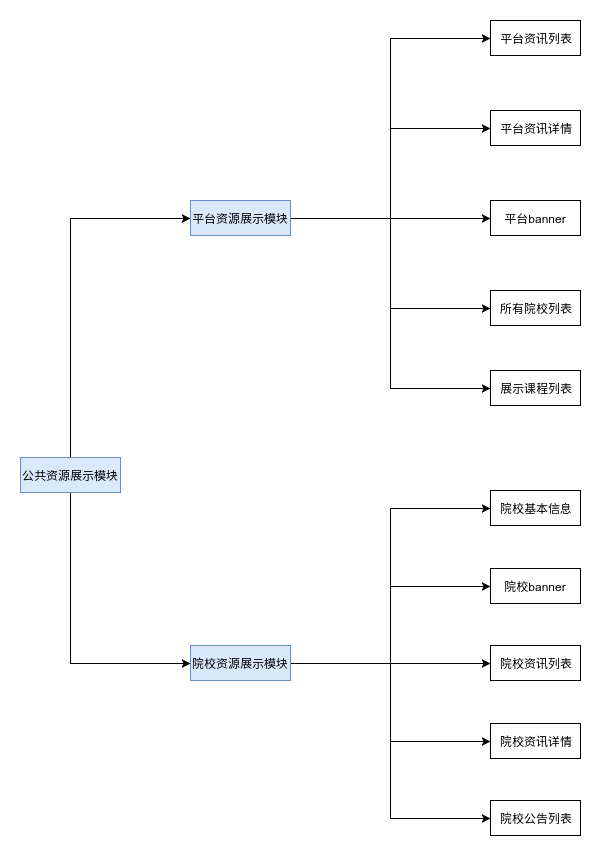 平台资讯列表
平台资讯详情
平台资源展示模块
平台banner
所有院校列表
展示课程列表
公共资源展示模块
院校基本信息
院校banner
院校资源展示模块
院校资讯列表
院校资讯详情
院校公告列表